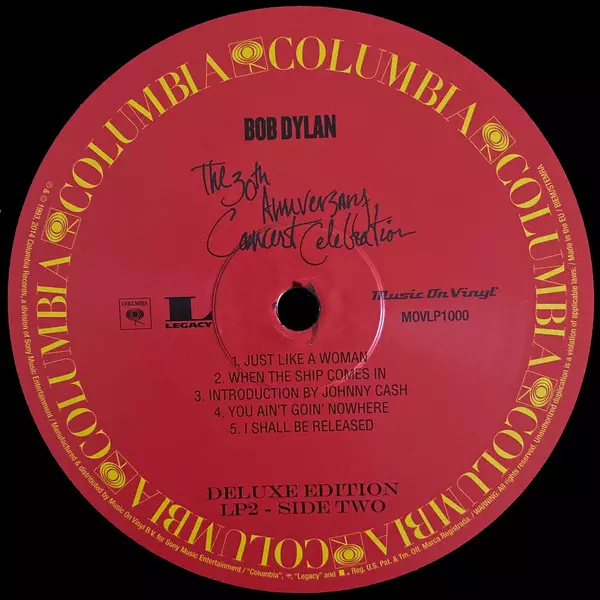 COLUMBIA COLUMBIA COLUMBIA COLUMBIA COLUMBIA COLUMBIA
BOB DYLAN
The 30th
Anniversary
Concert Celebration
COLUMBIA
L
LEGACY
Music On Vinyl
MOVLP1000
1. JUST LIKE A WOMAN
2. WHEN THE SHIP COMES IN
3. INTRODUCTION BY JOHNNY CASH
4. YOU AIN'T GOIN' NOWHERE
5. I SHALL BE RELEASED
DELUXE EDITION
LP2 - SIDE TWO
℗ & © 1993, 2014 Columbia Records, a division of Sony Music Entertainment / Manufactured & distributed by Music On Vinyl B.V. for Sony Music Entertainment / "Columbia", "Legacy" and L Reg. U.S. Pat. & Tm. Off. Marca Registrada. / WARNING: All rights reserved. Unauthorized duplication is a violation of applicable laws. / Made in the EU / BIEM/STEMRA.